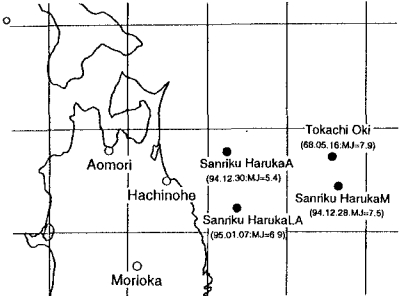 Tokachi Oki
(68.05.16:MJ=7.9)
Aomori
Sanriku HarukaA
(94.12.30:MJ=5.4)
Hachinohe
Sanriku HarukaM
(94.12.28:MJ=7.5)
Sanriku HarukaLA
(95.01.07:MJ=6.9)
Morioka